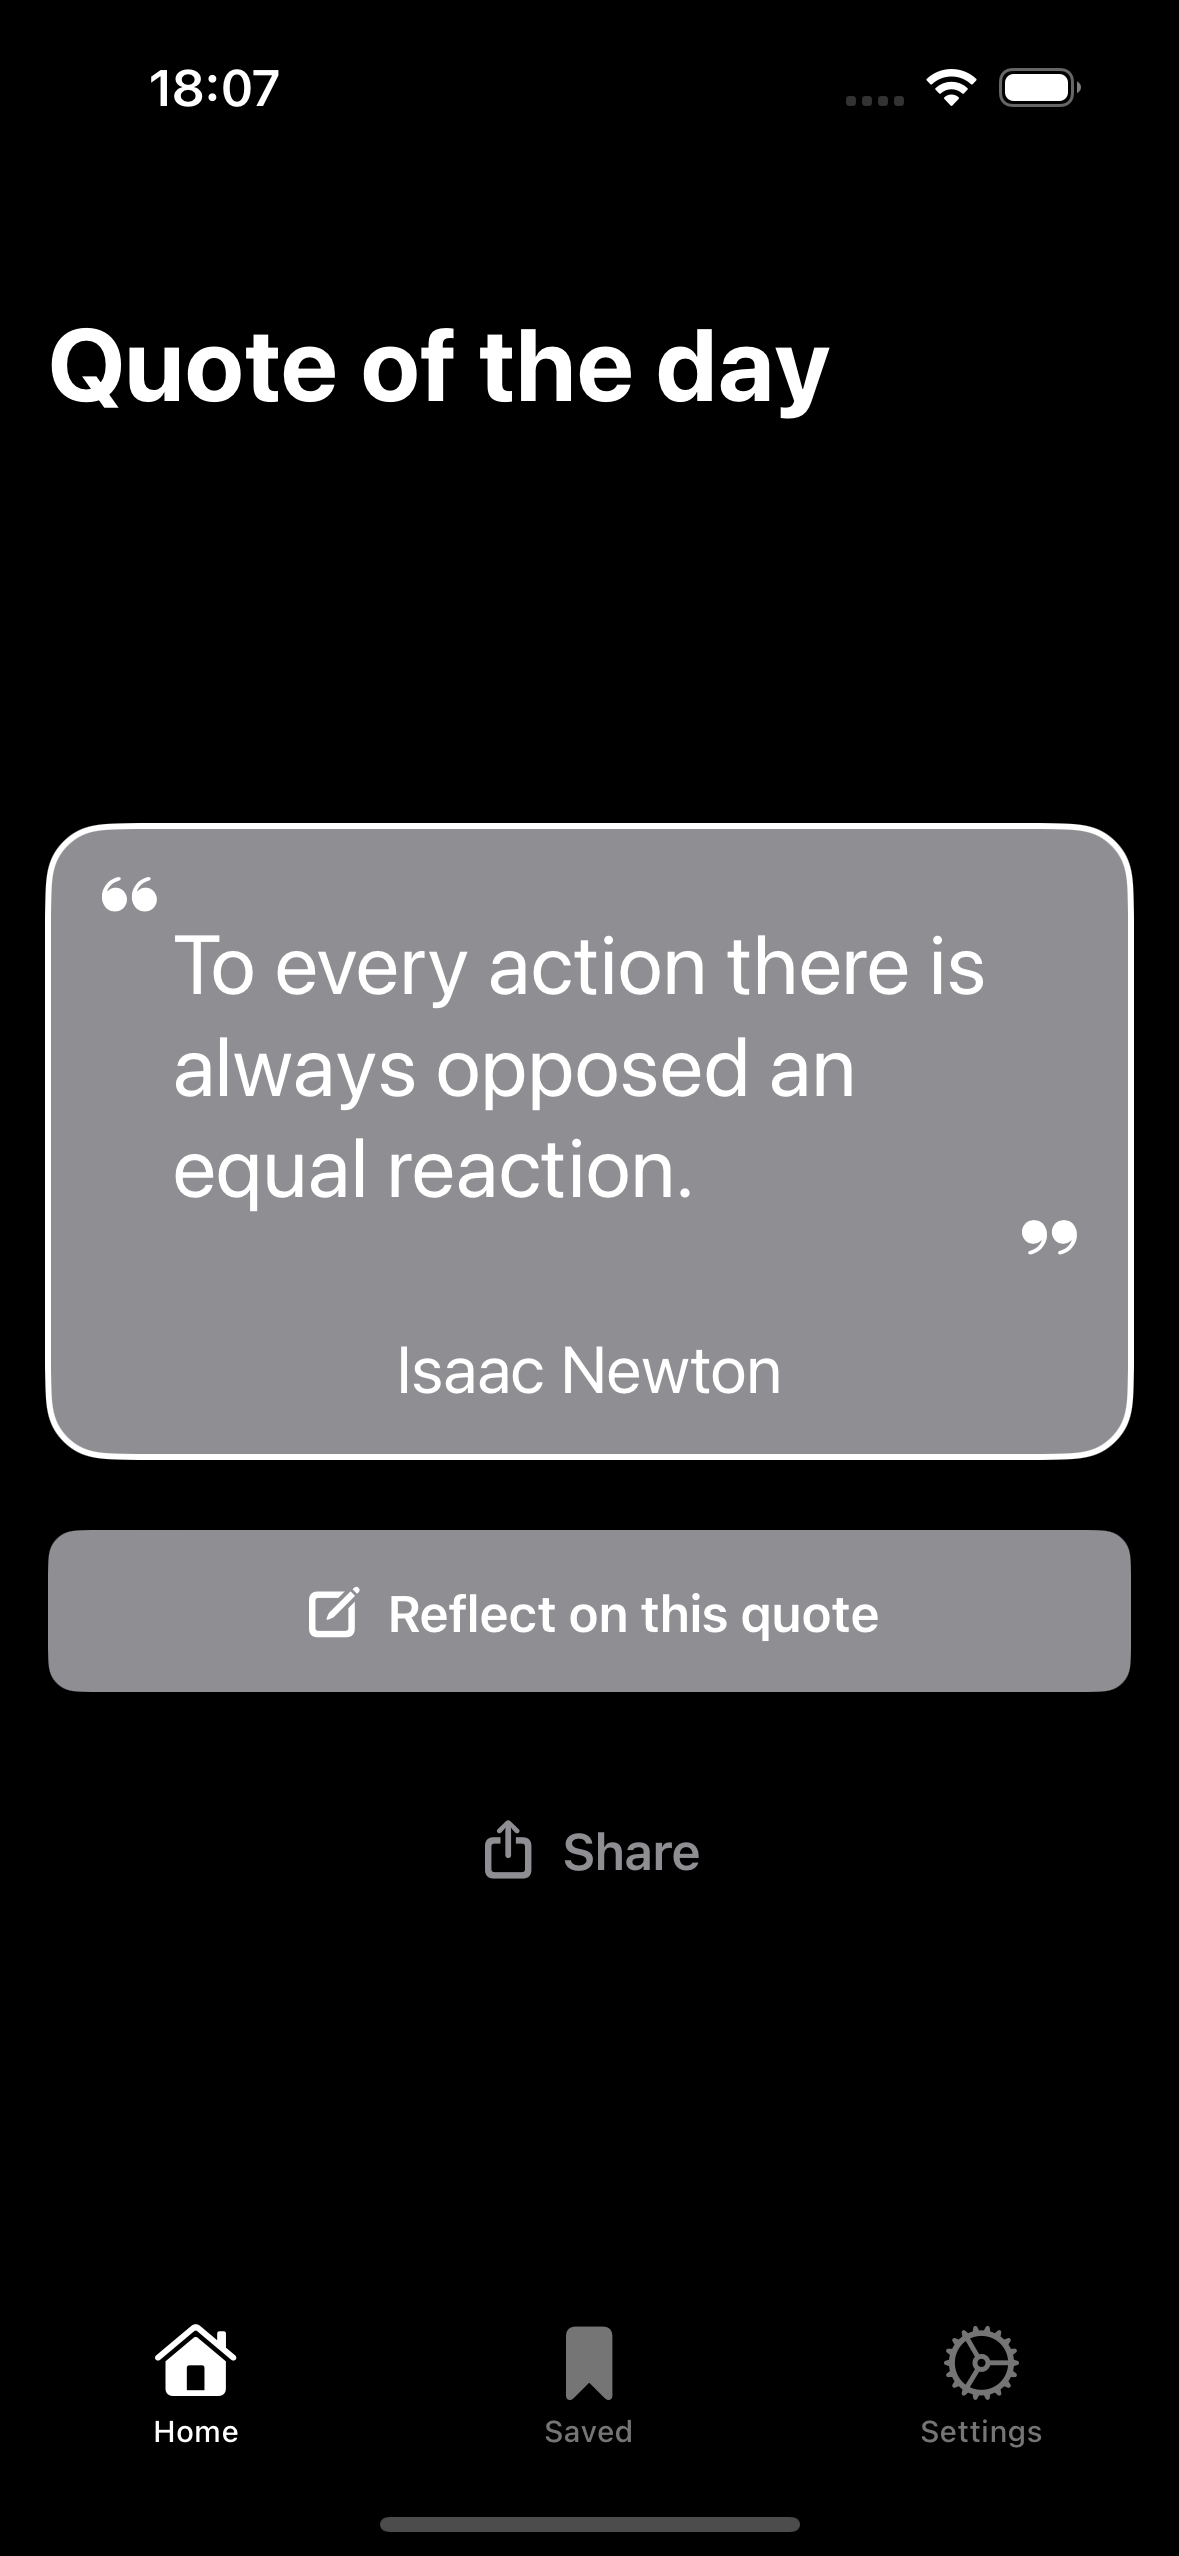 18:07
Quote of the day
“
To every action there is
always opposed an
equal reaction.
”
Isaac Newton
Reflect on this quote
Share
Home
Saved
Settings